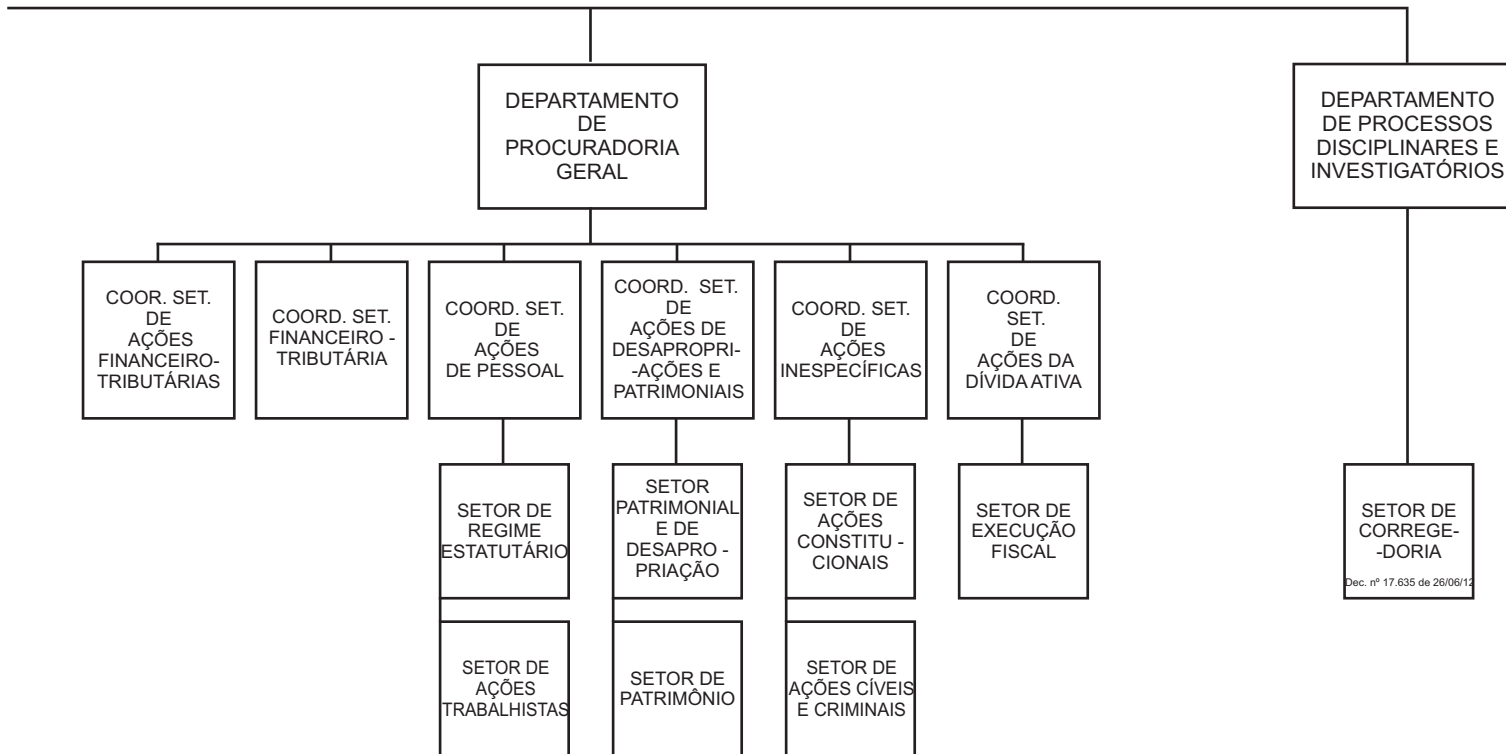 DEPARTAMENTO
DE
PROCURADORIA
GERAL
DEPARTAMENTO
DE PROCESSOS
DISCIPLINARES E
INVESTIGATÓRIOS
COOR. SET.
DE
AÇÕES
FINANCEIRO-
TRIBUTÁRIAS
COORD. SET.
FINANCEIRO -
TRIBUTÁRIA
COORD. SET.
DE
AÇÕES
DE PESSOAL
COORD. SET.
DE
AÇÕES DE
DESAPROPRI-
-AÇÕES E
PATRIMONIAIS
COORD. SET.
DE
AÇÕES
INESPECÍFICAS
COORD.
SET.
DE
AÇÕES DA
DÍVIDA ATIVA
SETOR DE
REGIME
ESTATUTÁRIO
SETOR
PATRIMONIAL
E DE
DESAPRO -
PRIAÇÃO
SETOR DE
AÇÕES
CONSTITU -
CIONAIS
SETOR DE
EXECUÇÃO
FISCAL
SETOR DE
CORREGE-
-DORIA
Dec. nº 17.635 de 26/06/12
SETOR DE
AÇÕES
TRABALHISTAS
SETOR DE
PATRIMÔNIO
SETOR DE
AÇÕES CÍVEIS
E CRIMINAIS